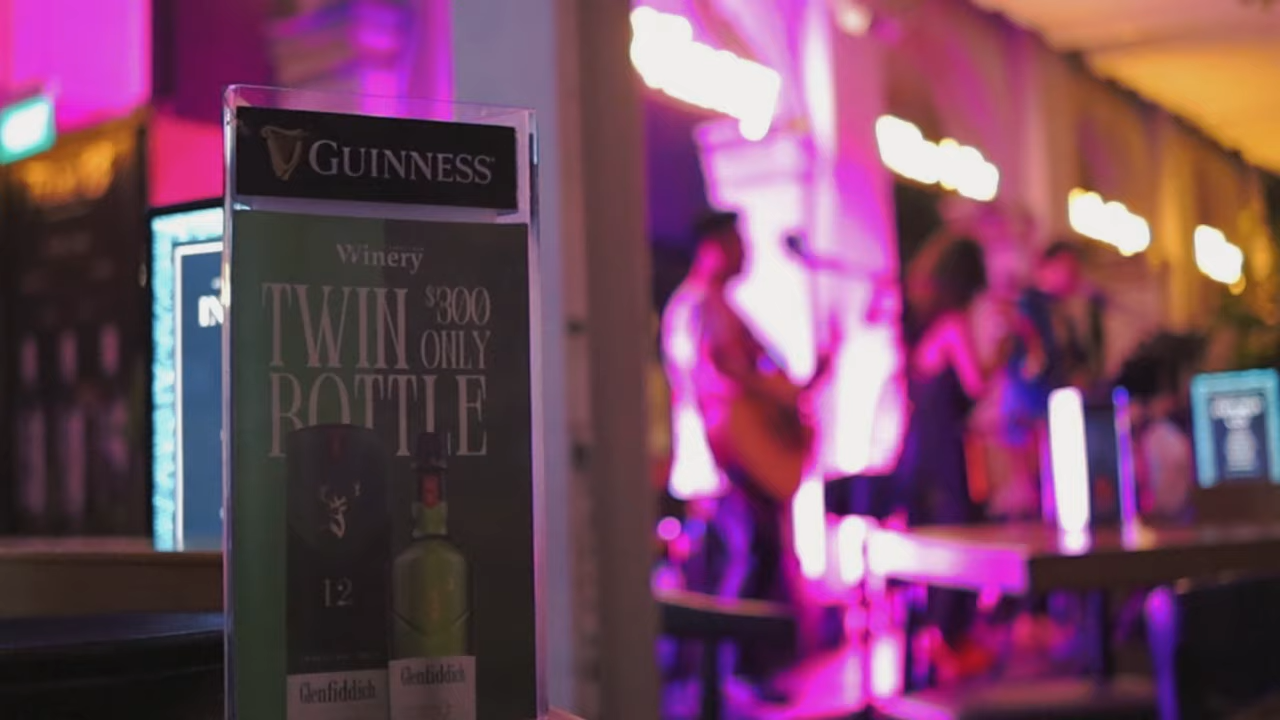 GUINNESS
Winery
TWIN $300
ONLY
BOTTLE
12
Glenfiddich
Glenfiddich